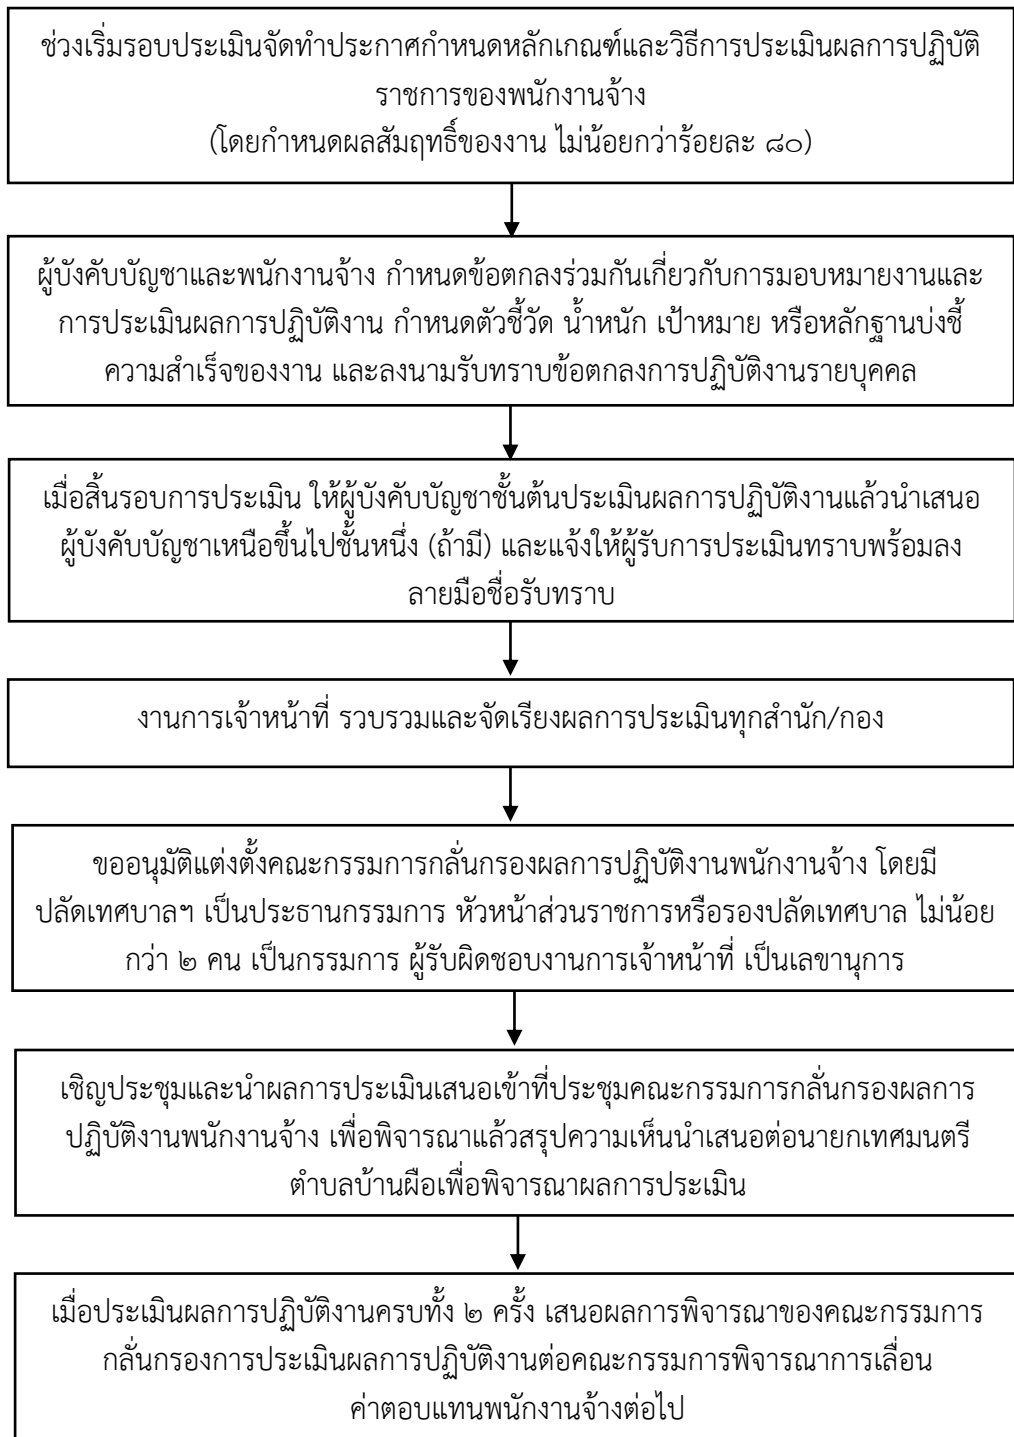 ช่วงเริ่มรอบประเมินจัดทำประกาศกำหนดหลักเกณฑ์และวิธีการประเมินผลการปฏิบัติ
ราชการของพนักงานจ้าง
(โดยกำหนดผลสัมฤทธิ์ของงาน ไม่น้อยกว่าร้อยละ ๘๐)
ผู้บังคับบัญชาและพนักงานจ้าง กำหนดข้อตกลงร่วมกันเกี่ยวกับการมอบหมายงานและ
การประเมินผลการปฏิบัติงาน กำหนดตัวชี้วัด น้ำหนัก เป้าหมาย หรือหลักฐานบ่งชี้
ความสำเร็จของงาน และลงนามรับทราบข้อตกลงการปฏิบัติงานรายบุคคล
เมื่อสิ้นรอบการประเมิน ให้ผู้บังคับบัญชาชั้นต้นประเมินผลการปฏิบัติงานแล้วนำเสนอ
ผู้บังคับบัญชาเหนือขึ้นไปชั้นหนึ่ง (ถ้ามี) และแจ้งให้ผู้รับการประเมินทราบพร้อมลง
ลายมือชื่อรับทราบ
งานการเจ้าหน้าที่ รวบรวมและจัดเรียงผลการประเมินทุกสำนัก/กอง
ขออนุมัติแต่งตั้งคณะกรรมการกลั่นกรองผลการปฏิบัติงานพนักงานจ้าง โดยมี
ปลัดเทศบาลฯ เป็นประธานกรรมการ หัวหน้าส่วนราชการหรือรองปลัดเทศบาล ไม่น้อย
กว่า ๒ คน เป็นกรรมการ ผู้รับผิดชอบงานการเจ้าหน้าที่ เป็นเลขานุการ
เชิญประชุมและนำผลการประเมินเสนอเข้าที่ประชุมคณะกรรมการกลั่นกรองผลการ
ปฏิบัติงานพนักงานจ้าง เพื่อพิจารณาแล้วสรุปความเห็นนำเสนอต่อนายกเทศมนตรี
ตำบลบ้านผือเพื่อพิจารณาผลการประเมิน
เมื่อประเมินผลการปฏิบัติงานครบทั้ง ๒ ครั้ง เสนอผลการพิจารณาของคณะกรรมการ
กลั่นกรองการประเมินผลการปฏิบัติงานต่อคณะกรรมการพิจารณาการเลื่อน
ค่าตอบแทนพนักงานจ้างต่อไป